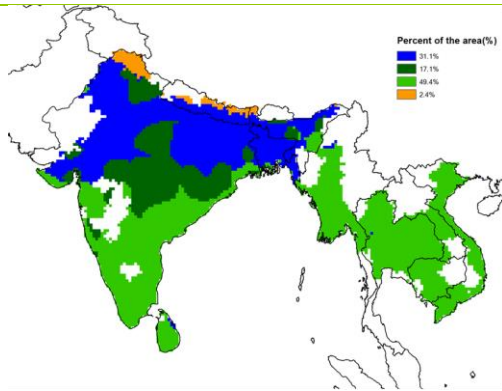 Percent of the area(%)
31.1%
17.1%
49.4%
2.4%